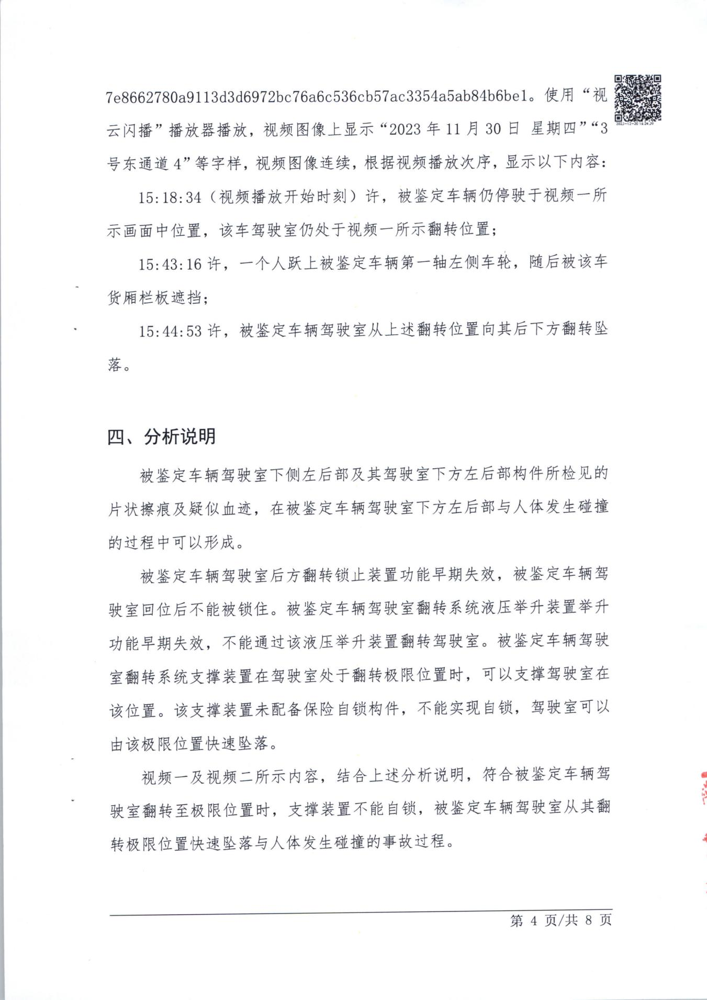 7e8662780a9113d3d6972bc76a6c536cb57ac3354a5ab84b6be1。使用“视
2023-12-20 16:24:39
云闪播”播放器播放，视频图像上显示“2023 年 11 月 30 日 星期四”“3
号东通道 4”等字样，视频图像连续，根据视频播放次序，显示以下内容：
15:18:34（视频播放开始时刻）许，被鉴定车辆仍停驶于视频一所
示画面中位置，该车驾驶室仍处于视频一所示翻转位置；
15:43:16 许，一个人跃上被鉴定车辆第一轴左侧车轮，随后被该车
货厢栏板遮挡；
15:44:53 许，被鉴定车辆驾驶室从上述翻转位置向其后下方翻转坠
落。
四、分析说明
被鉴定车辆驾驶室下侧左后部及其驾驶室下方左后部构件所检见的
片状擦痕及疑似血迹，在被鉴定车辆驾驶室下方左后部与人体发生碰撞
的过程中可以形成。
被鉴定车辆驾驶室后方翻转锁止装置功能早期失效，被鉴定车辆驾
驶室回位后不能被锁住。被鉴定车辆驾驶室翻转系统液压举升装置举升
功能早期失效，不能通过该液压举升装置翻转驾驶室。被鉴定车辆驾驶
室翻转系统支撑装置在驾驶室处于翻转极限位置时，可以支撑驾驶室在
该位置。该支撑装置未配备保险自锁构件，不能实现自锁，驾驶室可以
由该极限位置快速坠落。
视频一及视频二所示内容，结合上述分析说明，符合被鉴定车辆驾
驶室翻转至极限位置时，支撑装置不能自锁，被鉴定车辆驾驶室从其翻
转极限位置快速坠落与人体发生碰撞的事故过程。
第 4 页/共 8 页